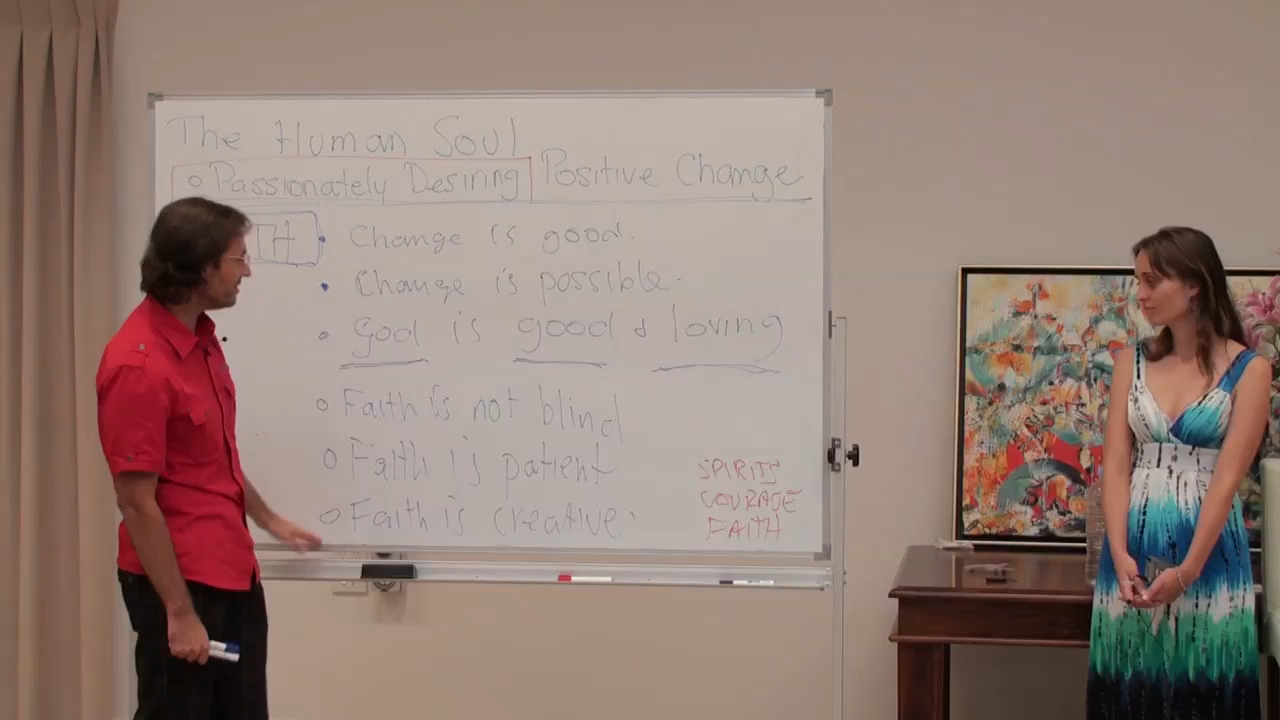 The Human Soul
o Passionately Desiring Positive Change
TH • Change is good.
• Change is possible.
• God is good & loving
o Faith is not blind
o Faith is patient
o Faith is creative.
SPIRITS
COURAGE
FAITH